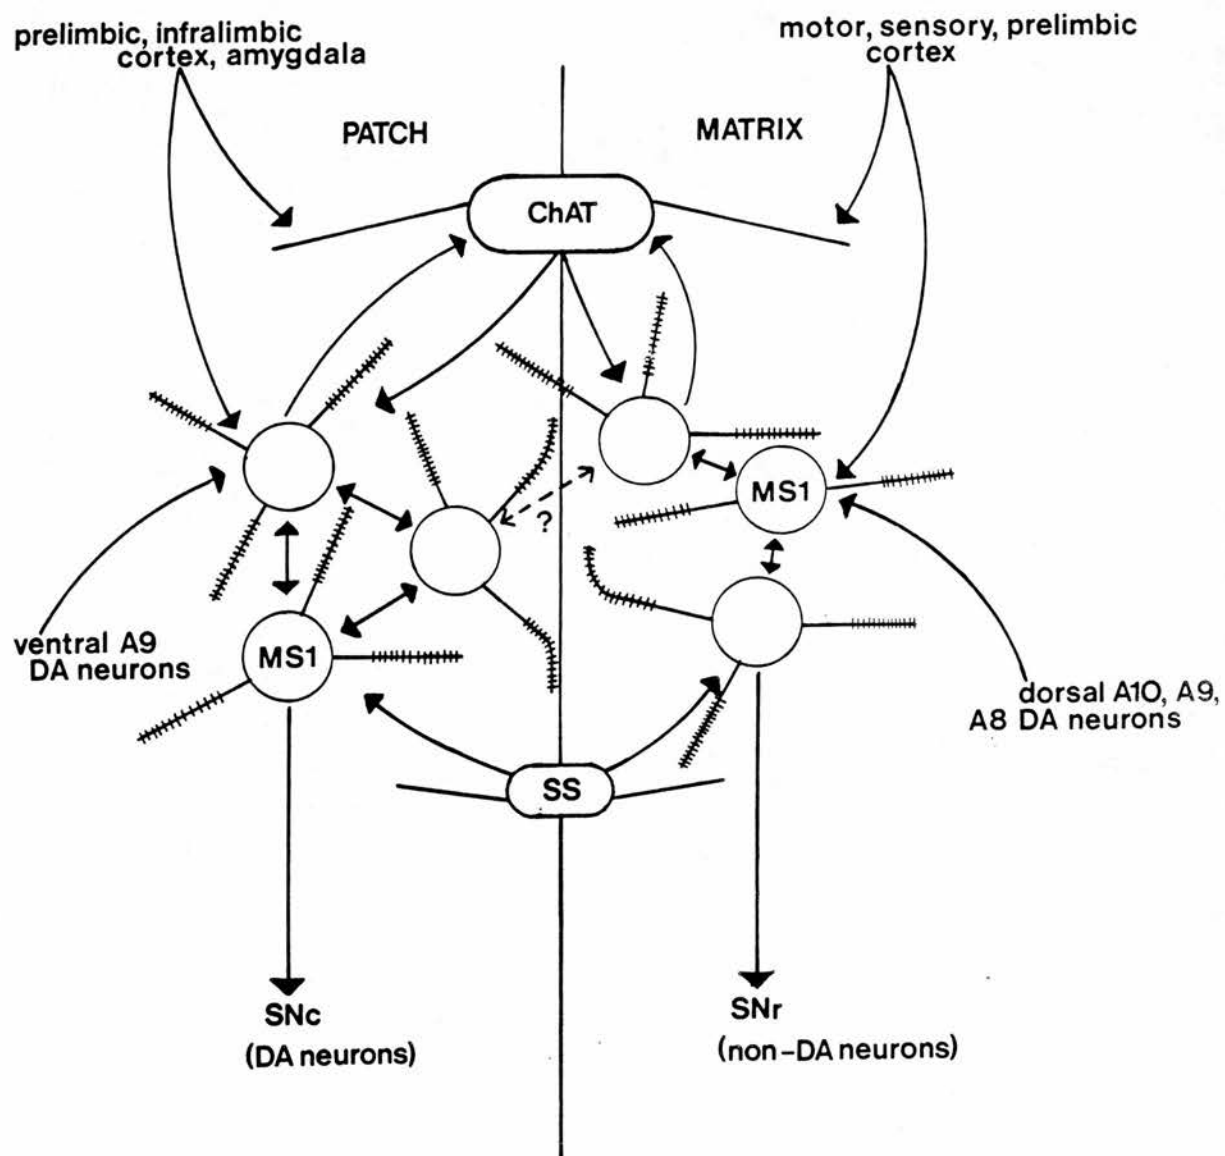 prelimbic, infralimbic
cortex, amygdala
motor, sensory, prelimbic
cortex
PATCH
MATRIX
ChAT
MS1
?
ventral A9
DA neurons
MS1
dorsal A10, A9,
A8 DA neurons
SS
SNc
(DA neurons)
SNr
(non-DA neurons)